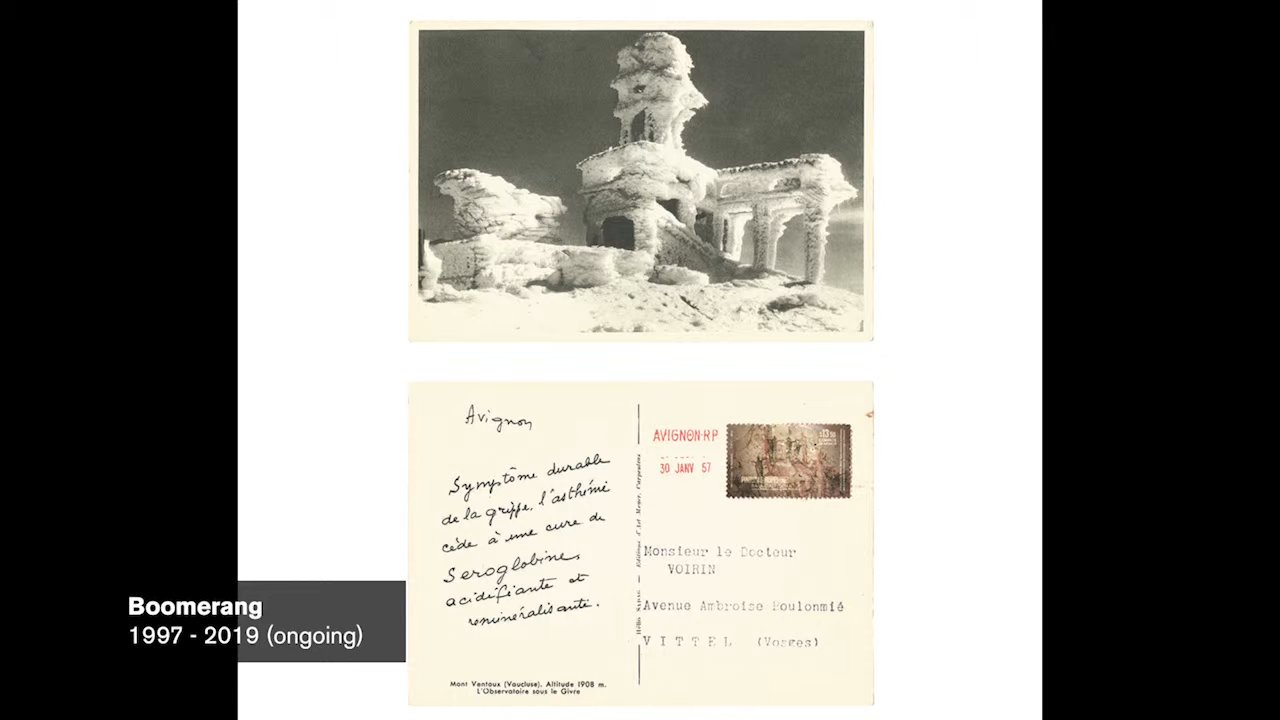 Avignon
Symptôme durable
de la grippe, l'asthénie
cède à une cure de
Seroglobine,
acidifiante et
reminéralisante.
Mont Ventoux (Vaucluse). Altitude 1908 m.
L'Observatoire sous le Givre
AVIGNON-RP
30 JANV 57
Monsieur le Docteur
VOIRIN
Avenue Ambroise Boulonmié
VITTEL (Vosges)
Boomerang
1997 - 2019 (ongoing)